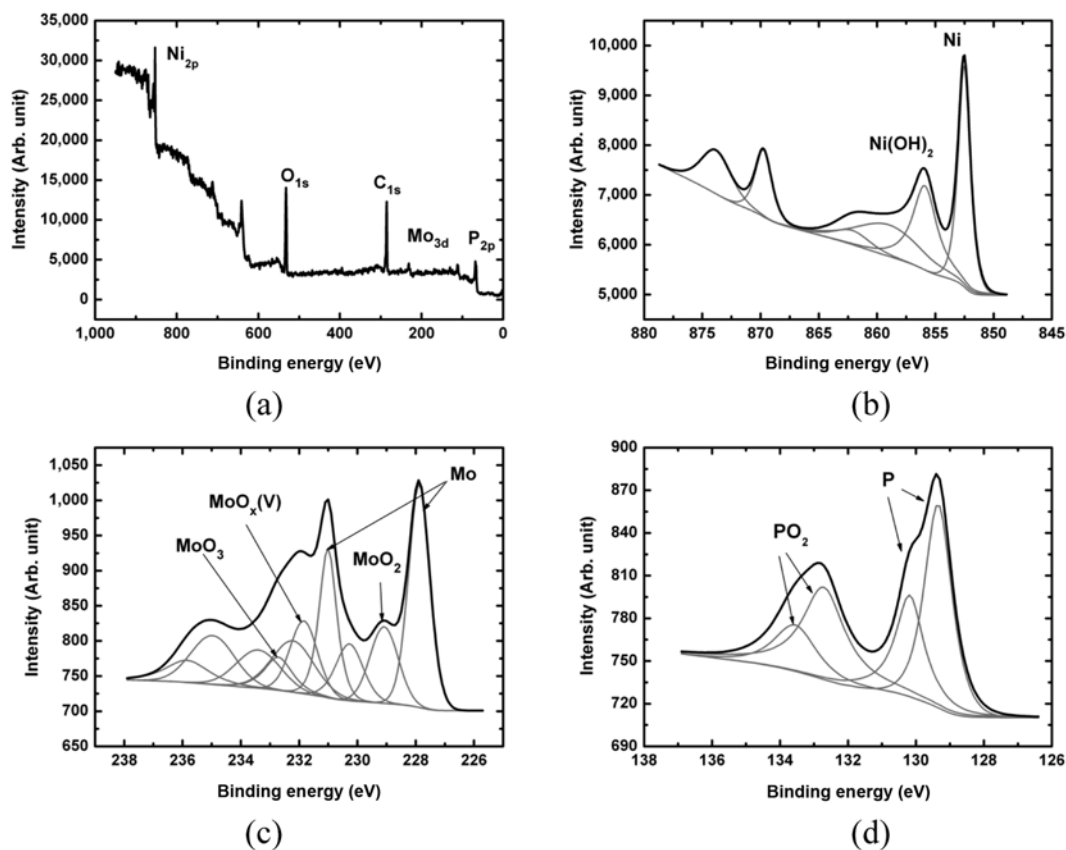 35,000
30,000
25,000
20,000
15,000
10,000
5,000
0
Intensity (Arb. unit)
Ni2p
O1s
C1s
Mo3d
P2p
1,000 800 600 400 200 0
Binding energy (eV)
(a)
10,000
9,000
8,000
7,000
6,000
5,000
Intensity (Arb. unit)
Ni
Ni(OH)2
880 875 870 865 860 855 850 845
Binding energy (eV)
(b)
1,050
1,000
950
900
850
800
750
700
650
Intensity (Arb. unit)
Mo
MoOx(V)
MoO3
MoO2
238 236 234 232 230 228 226
Binding energy (eV)
(c)
900
870
840
810
780
750
720
690
Intensity (Arb. unit)
P
PO2
138 136 134 132 130 128 126
Binding energy (eV)
(d)